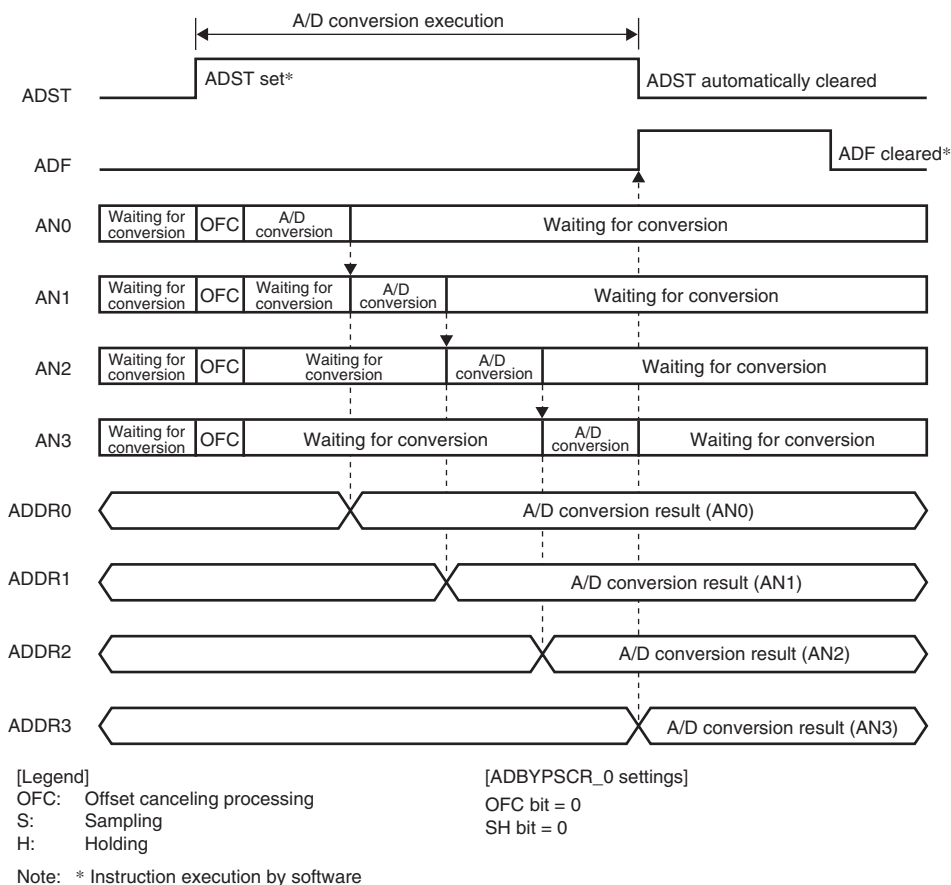 A/D conversion execution
ADST
ADST set*
ADST automatically cleared
ADF
ADF cleared*
AN0
Waiting for
conversion
OFC
A/D
conversion
Waiting for conversion
AN1
Waiting for
conversion
OFC
Waiting for
conversion
A/D
conversion
Waiting for conversion
AN2
Waiting for
conversion
OFC
Waiting for
conversion
A/D
conversion
Waiting for conversion
AN3
Waiting for
conversion
OFC
Waiting for conversion
A/D
conversion
Waiting for conversion
ADDR0
A/D conversion result (AN0)
ADDR1
A/D conversion result (AN1)
ADDR2
A/D conversion result (AN2)
ADDR3
A/D conversion result (AN3)
[Legend]
OFC: Offset canceling processing
S: Sampling
H: Holding
[ADBYPSCR_0 settings]
OFC bit = 0
SH bit = 0
Note: * Instruction execution by software